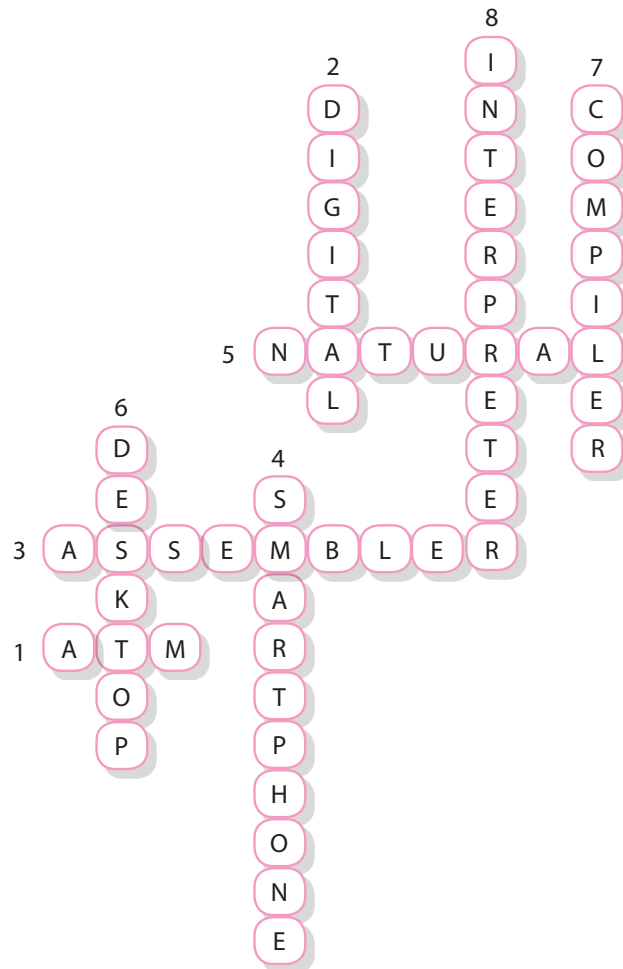 8
2 I 7
D N C
I T O
G E M
I R P
T P I
5 N A T U R A L
6 L E E
D 4 T R
E S E
3 A S S E M B L E R
K A
1 A T M R
O T
P P
H
O
N
E